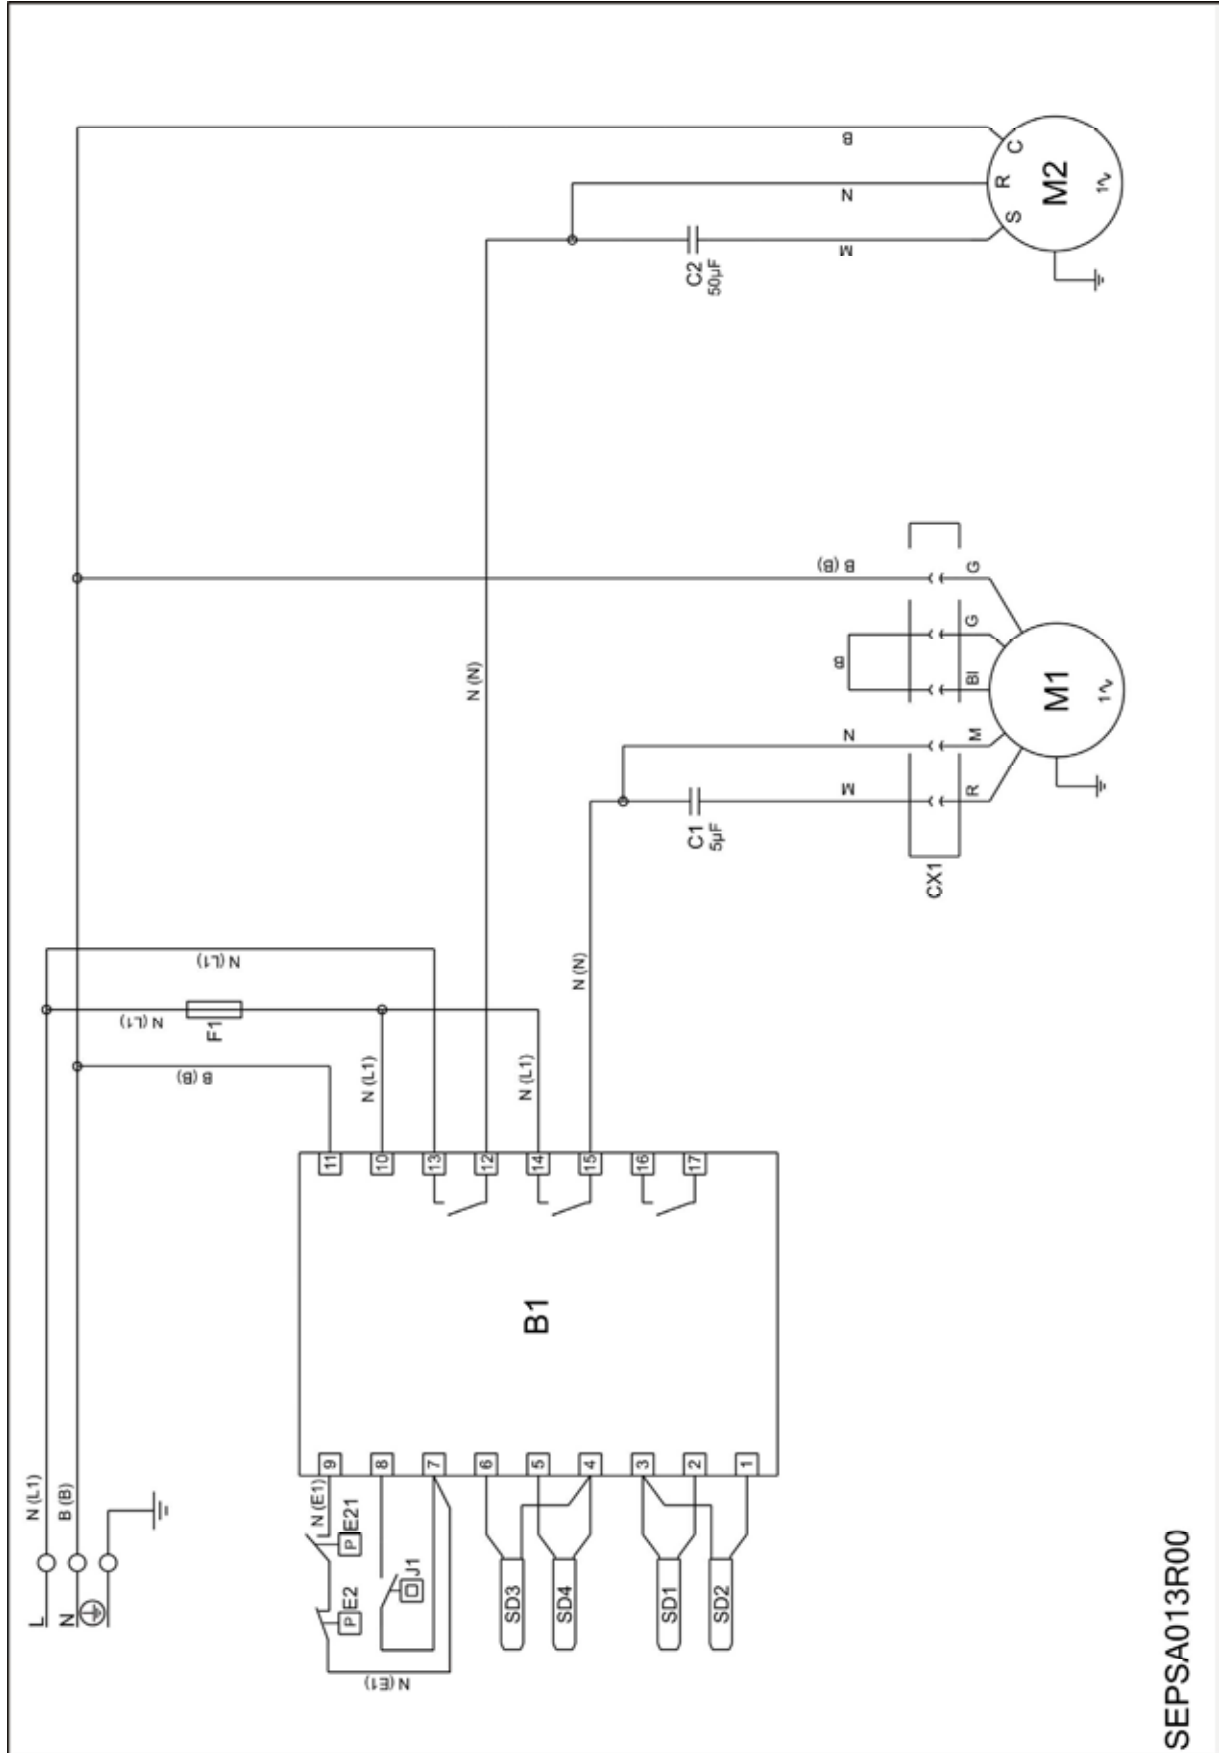 L
N
N (L1)
B (B)
N (L1)
N (L1)
F1
B (B)
N (L1)
N (L1)
N (N)
N (N)
B
N
M
C2
50µF
C
R
S
M2
1~
B (B)
B
N
M
C1
5µF
CX1
G
G
Bl
M
R
M1
1~
11
10
13
12
14
15
16
17
B1
9
8
7
6
5
4
3
2
1
N (E1)
P E21
P E2
N (E1)
J1
SD3
SD4
SD1
SD2
SEPSA013R00